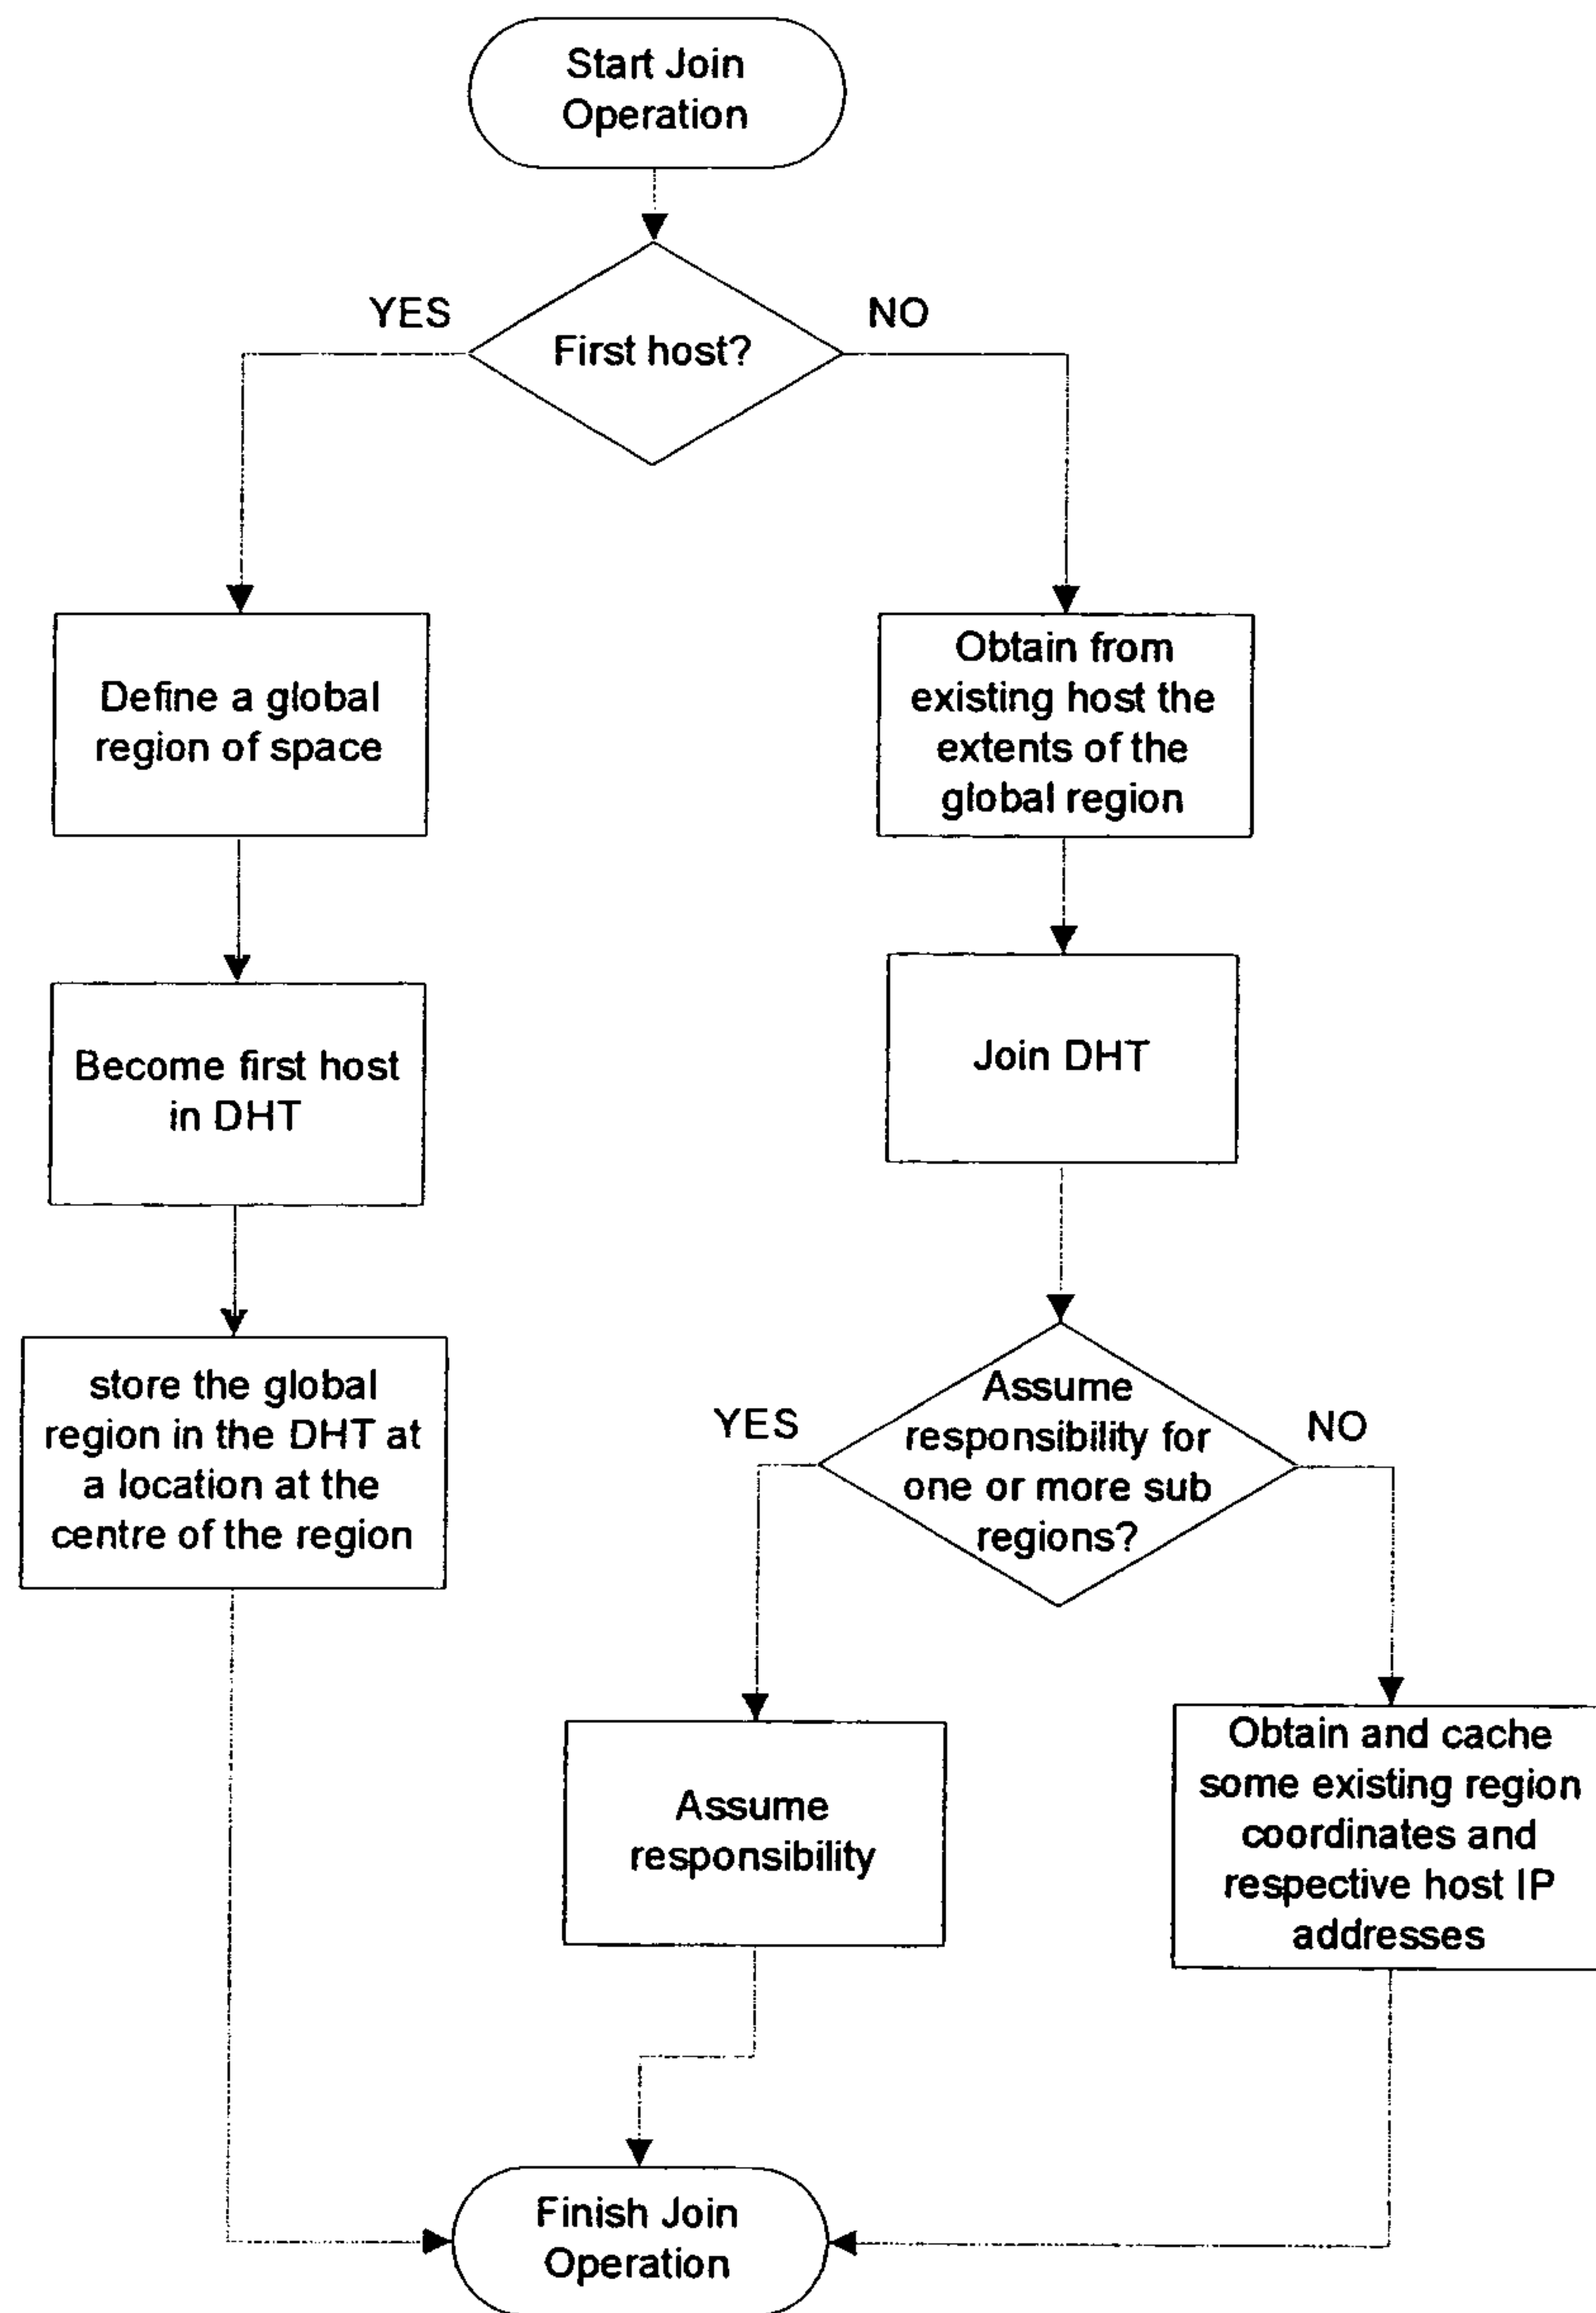 Start Join
Operation
YES
NO
First host?
Define a global
region of space
Obtain from
existing host the
extents of the
global region
Become first host
in DHT
Join DHT
store the global
region in the DHT at
a location at the
centre of the region
YES
NO
Assume
responsibility for
one or more sub
regions?
Assume
responsibility
Obtain and cache
some existing region
coordinates and
respective host IP
addresses
Finish Join
Operation